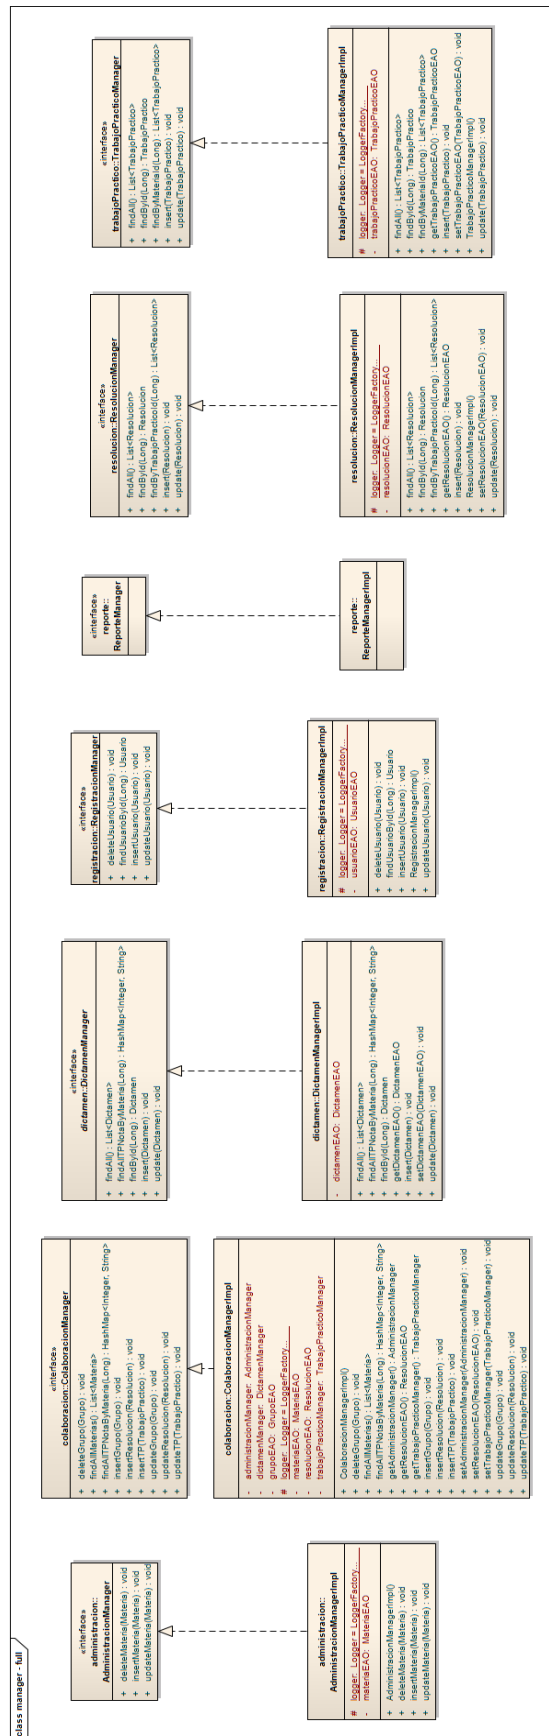 class manager - full
«interface»
administracion::
AdministracionManager
+ deleteMateria(Materia) : void
+ insertMateria(Materia) : void
+ updateMateria(Materia) : void
administracion::
AdministracionManagerImpl
# logger: Logger = LoggerFactory....
- materiaEAO: MateriaEAO
+ AdministracionManagerImpl()
+ deleteMateria(Materia) : void
+ insertMateria(Materia) : void
+ updateMateria(Materia) : void
«interface»
colaboracion::ColaboracionManager
+ deleteGrupo(Grupo) : void
+ findAllMaterias() : List<Materia>
+ findAllTPNotaByMateria(Long) : HashMap<Integer, String>
+ insertGrupo(Grupo) : void
+ insertResolucion(Resolucion) : void
+ insertTP(TrabajoPractico) : void
+ updateGrupo(Grupo) : void
+ updateResolucion(Resolucion) : void
+ updateTP(TrabajoPractico) : void
colaboracion::ColaboracionManagerImpl
- administracionManager: AdministracionManager
- dictamenManager: DictamenManager
- grupoEAO: GrupoEAO
# logger: Logger = LoggerFactory....
- materiaEAO: MateriaEAO
- resolucionEAO: ResolucionEAO
- trabajoPracticoManager: TrabajoPracticoManager
+ ColaboracionManagerImpl()
+ deleteGrupo(Grupo) : void
+ findAllMaterias() : List<Materia>
+ findAllTPNotaByMateria(Long) : HashMap<Integer, String>
+ getAdministracionManager() : AdministracionManager
+ getResolucionEAO() : ResolucionEAO
+ getTrabajoPracticoManager() : TrabajoPracticoManager
+ insertGrupo(Grupo) : void
+ insertResolucion(Resolucion) : void
+ insertTP(TrabajoPractico) : void
+ setAdministracionManager(AdministracionManager) : void
+ setResolucionEAO(ResolucionEAO) : void
+ setTrabajoPracticoManager(TrabajoPracticoManager) : void
+ updateGrupo(Grupo) : void
+ updateResolucion(Resolucion) : void
+ updateTP(TrabajoPractico) : void
«interface»
dictamen::DictamenManager
+ findAll() : List<Dictamen>
+ findAllTPNotaByMateria(Long) : HashMap<Integer, String>
+ findById(Long) : Dictamen
+ insert(Dictamen) : void
+ update(Dictamen) : void
dictamen::DictamenManagerImpl
- dictamenEAO: DictamenEAO
+ findAll() : List<Dictamen>
+ findAllTPNotaByMateria(Long) : HashMap<Integer, String>
+ findById(Long) : Dictamen
+ getDictamenEAO() : DictamenEAO
+ insert(Dictamen) : void
+ setDictamenEAO(DictamenEAO) : void
+ update(Dictamen) : void
«interface»
registracion::RegistracionManager
+ deleteUsuario(Usuario) : void
+ findUsuarioById(Long) : Usuario
+ insertUsuario(Usuario) : void
+ updateUsuario(Usuario) : void
registracion::RegistracionManagerImpl
# logger: Logger = LoggerFactory....
- usuarioEAO: UsuarioEAO
+ deleteUsuario(Usuario) : void
+ findUsuarioById(Long) : Usuario
+ insertUsuario(Usuario) : void
+ RegistracionManagerImpl()
+ updateUsuario(Usuario) : void
«interface»
reporte::
ReporteManager
reporte::
ReporteManagerImpl
«interface»
resolucion::ResolucionManager
+ findAll() : List<Resolucion>
+ findById(Long) : Resolucion
+ findByTrabajoPracticoId(Long) : List<Resolucion>
+ insert(Resolucion) : void
+ update(Resolucion) : void
resolucion::ResolucionManagerImpl
# logger: Logger = LoggerFactory....
- resolucionEAO: ResolucionEAO
+ findAll() : List<Resolucion>
+ findById(Long) : Resolucion
+ findByTrabajoPracticoId(Long) : List<Resolucion>
+ getResolucionEAO() : ResolucionEAO
+ insert(Resolucion) : void
+ ResolucionManagerImpl()
+ setResolucionEAO(ResolucionEAO) : void
+ update(Resolucion) : void
«interface»
trabajoPractico::TrabajoPracticoManager
+ findAll() : List<TrabajoPractico>
+ findById(Long) : TrabajoPractico
+ findByMateriaId(Long) : List<TrabajoPractico>
+ insert(TrabajoPractico) : void
+ update(TrabajoPractico) : void
trabajoPractico::TrabajoPracticoManagerImpl
# logger: Logger = LoggerFactory....
- trabajoPracticoEAO: TrabajoPracticoEAO
+ findAll() : List<TrabajoPractico>
+ findById(Long) : TrabajoPractico
+ findByMateriaId(Long) : List<TrabajoPractico>
+ getTrabajoPracticoEAO() : TrabajoPracticoEAO
+ insert(TrabajoPractico) : void
+ setTrabajoPracticoEAO(TrabajoPracticoEAO) : void
+ TrabajoPracticoManagerImpl()
+ update(TrabajoPractico) : void